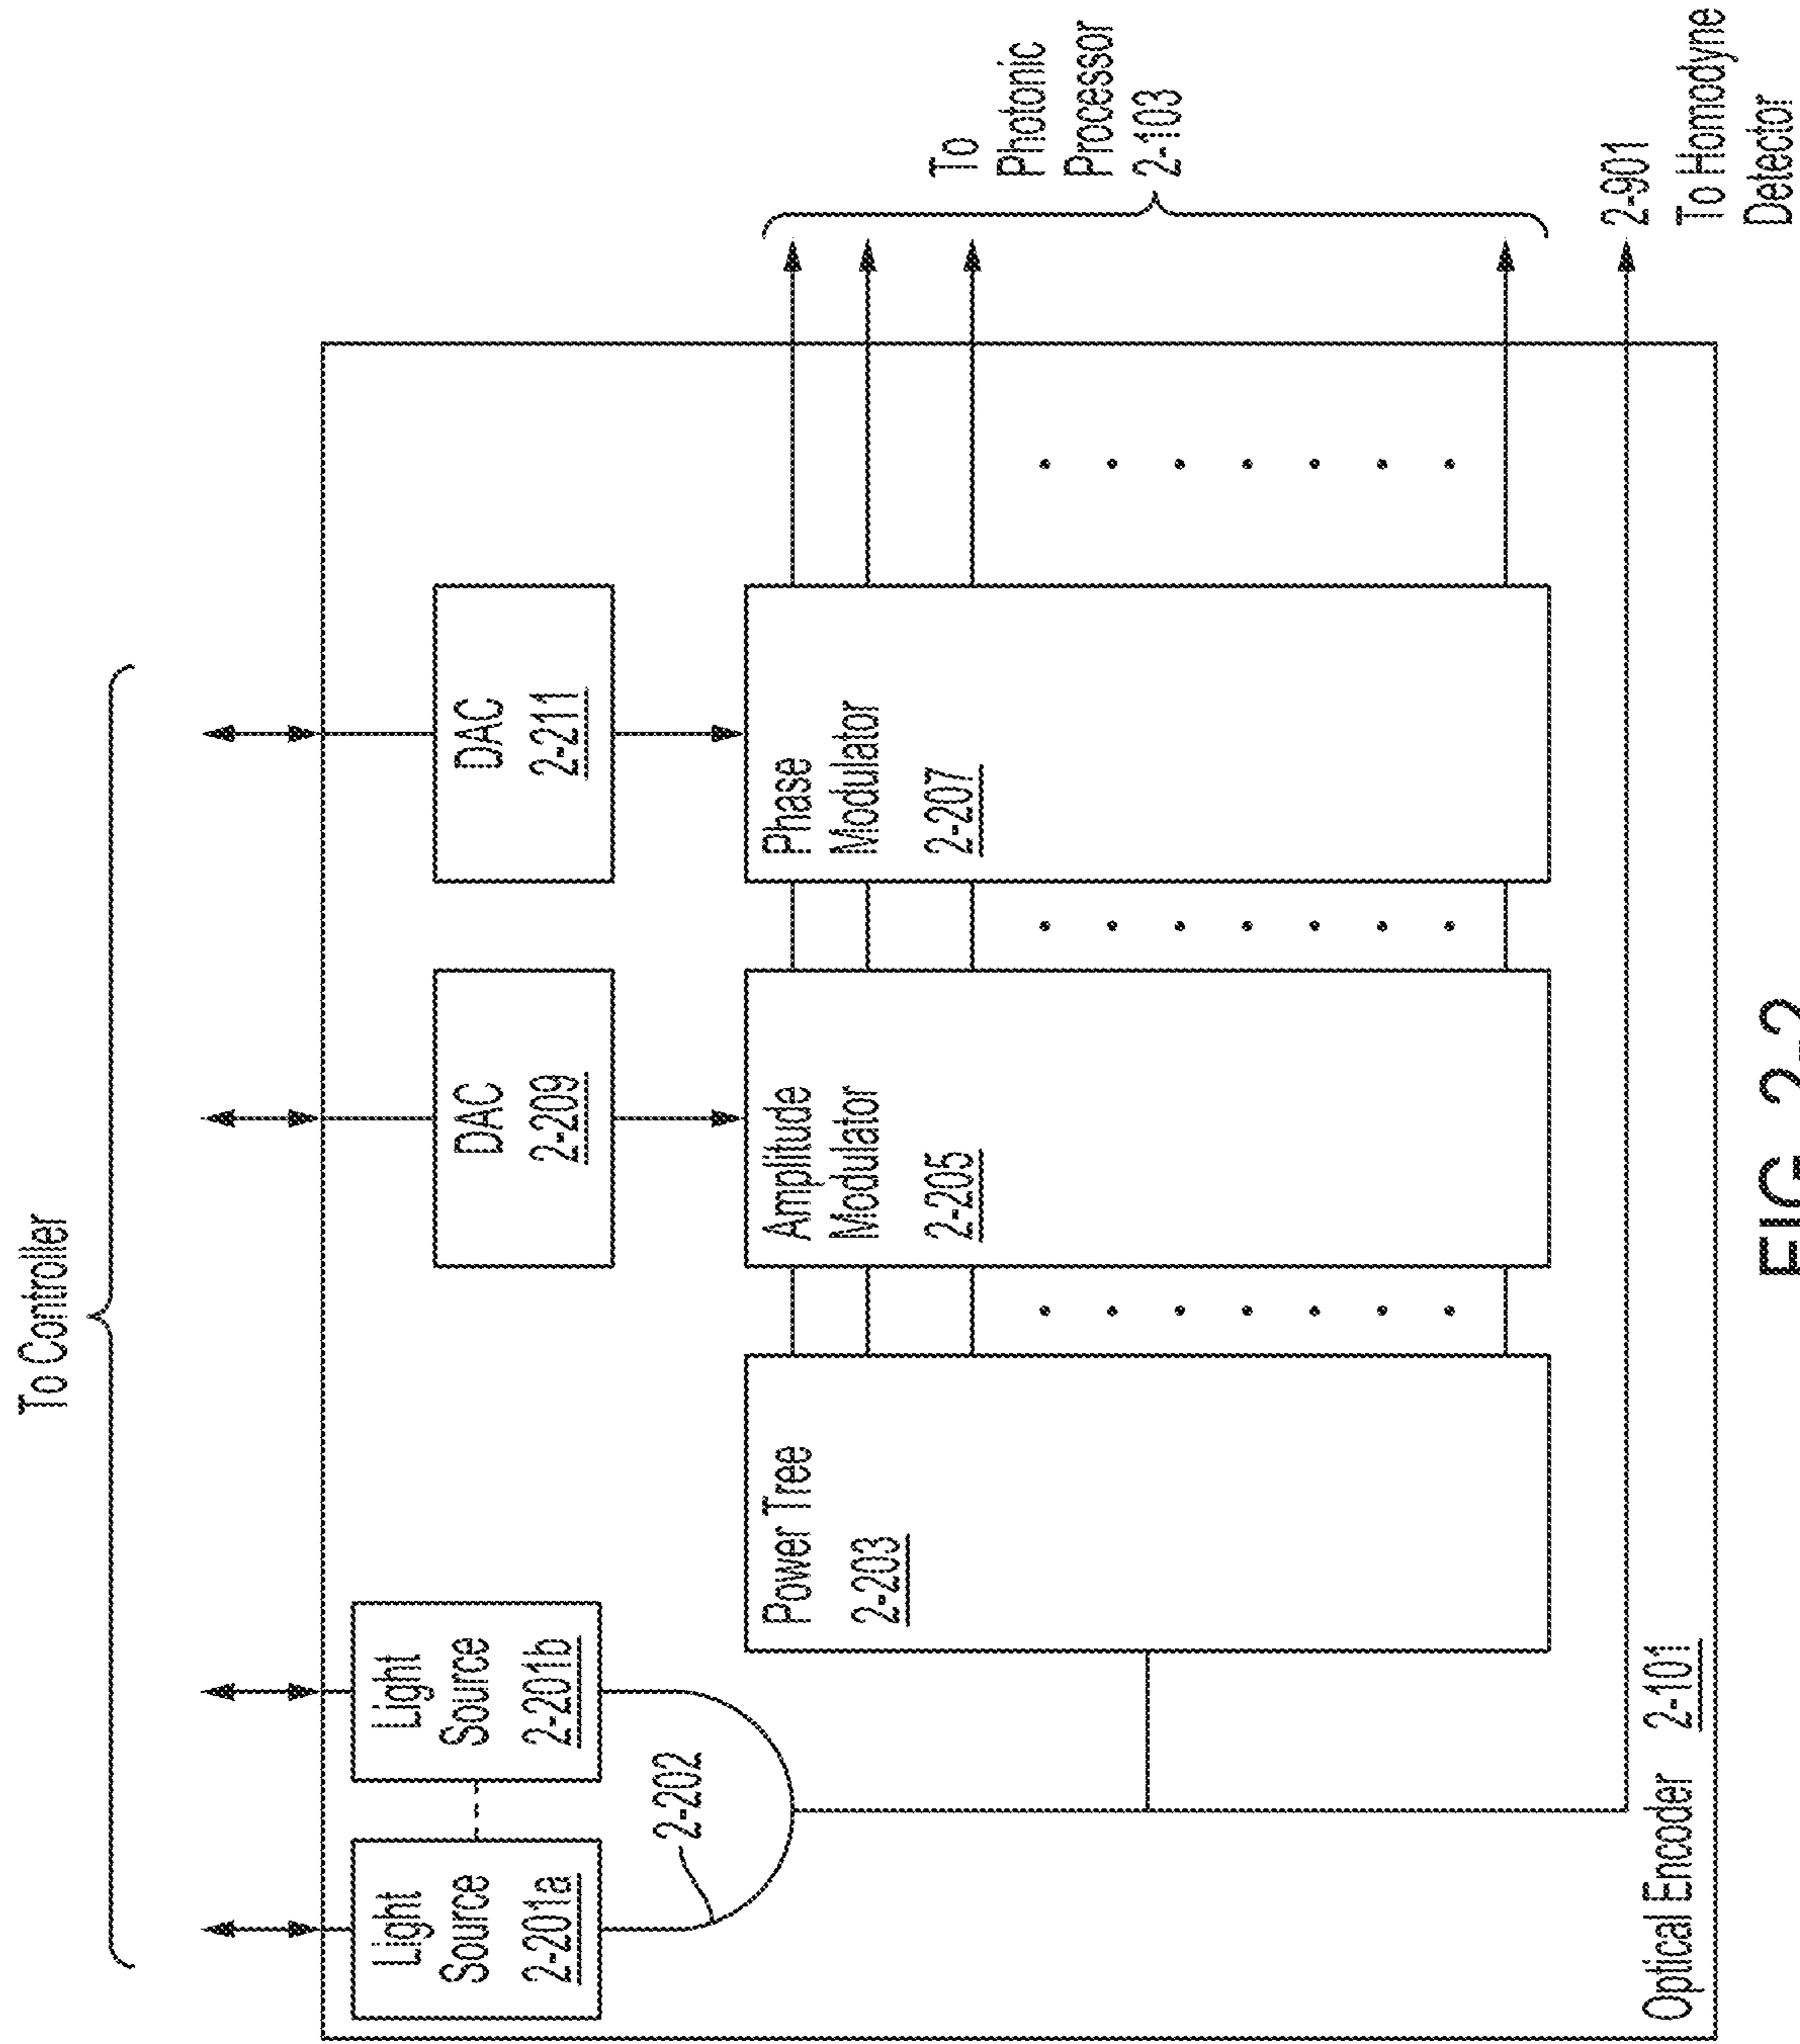 To Controller
Light
Source
2-201a
Light
Source
2-201b
2-202
DAC
2-209
DAC
2-211
Power Tree
2-203
Amplitude
Modulator
2-205
Phase
Modulator
2-207
To
Photonic
Processor
2-103
2-901
To Homodyne
Detector
Optical Encoder 2-101
FIG. 2-2